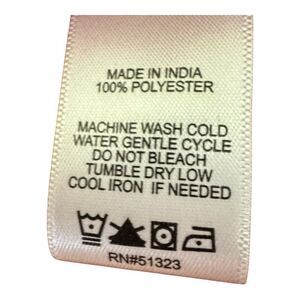 MADE IN INDIA
100% POLYESTER
MACHINE WASH COLD
WATER GENTLE CYCLE
DO NOT BLEACH
TUMBLE DRY LOW
COOL IRON IF NEEDED
RN#51323